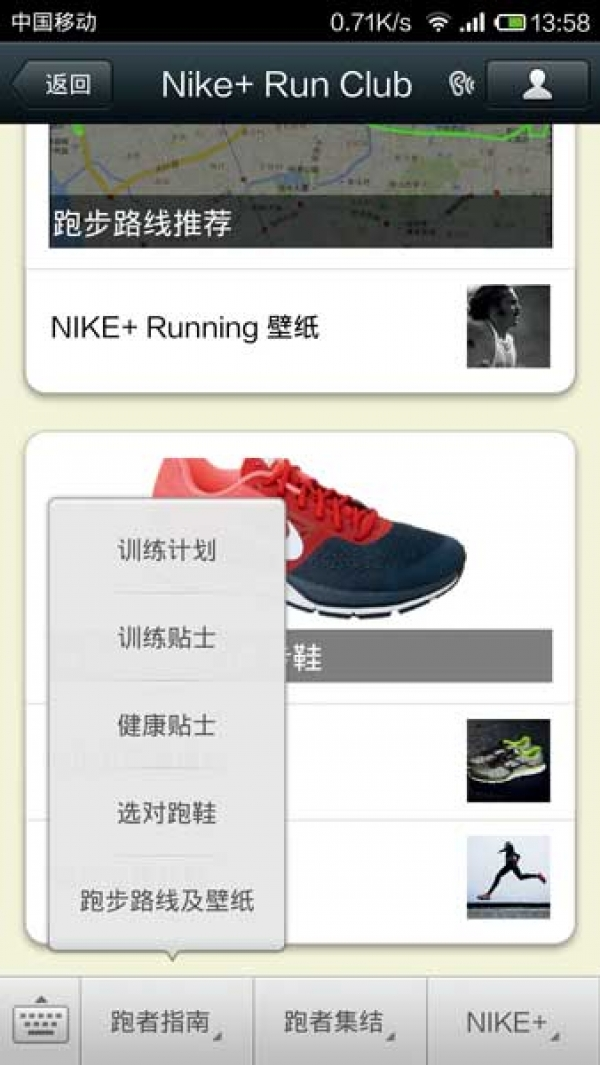 中国移动 0.71K/s 13:58
返回 Nike+ Run Club
跑步路线推荐
NIKE+ Running 壁纸
训练计划
训练贴士
鞋
健康贴士
选对跑鞋
跑步路线及壁纸
跑者指南 跑者集结 NIKE+